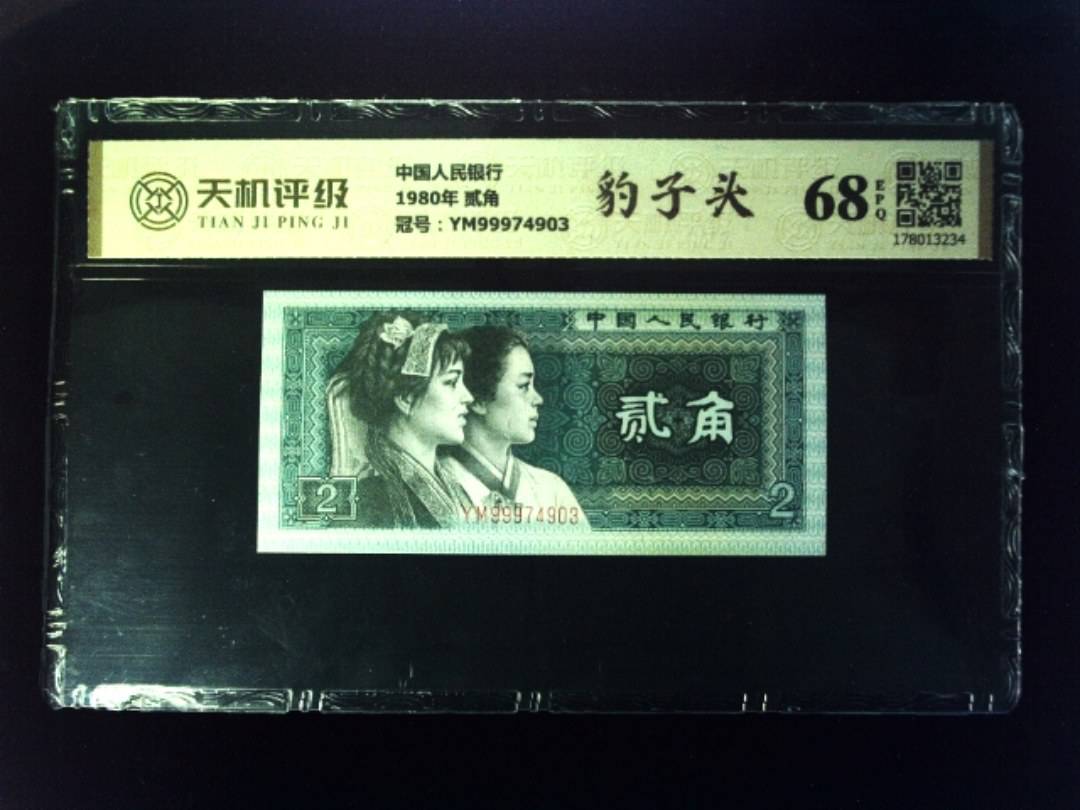 天机评级
TIAN JI PING JI
中国人民银行
1980年 贰角
冠号：YM99974903
豹子头
68
EPQ
178013234
中国人民银行
贰角
2
YM99974903
2